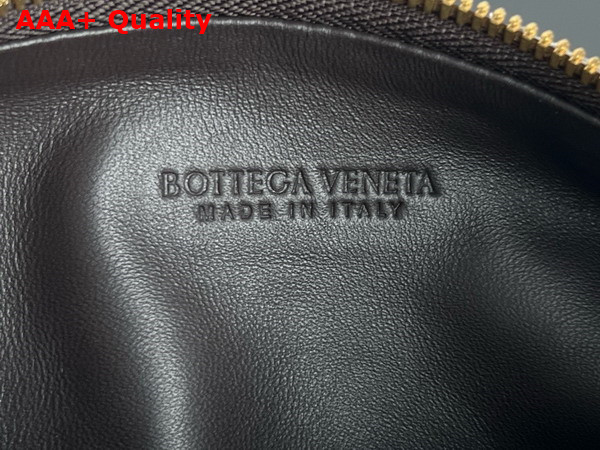 AAA+ Quality
BOTTEGA VENETA
MADE IN ITALY